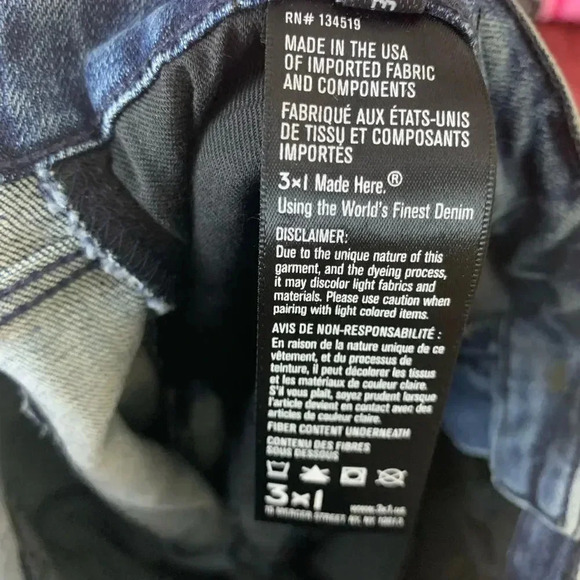 RN# 134519
MADE IN THE USA
OF IMPORTED FABRIC
AND COMPONENTS
FABRIQUÉ AUX ÉTATS-UNIS
DE TISSU ET COMPOSANTS
IMPORTÉS
3×1 Made Here.®
Using the World's Finest Denim
DISCLAIMER:
Due to the unique nature of this
garment, and the dyeing process,
it may discolor light fabrics and
materials. Please use caution when
pairing with light colored items.
AVIS DE NON-RESPONSABILITÉ :
En raison de la nature unique de ce
vêtement, et du processus de
teinture, il peut décolorer les tissus
et les matériaux de couleur claire.
S'il vous plaît, soyez prudent lorsque
l'article devient en contact avec des
articles de couleur claire.
FIBER CONTENT UNDERNEATH
CONTENU DES FIBRES
SOUS DESSOUS
3×1
MERCER STREET